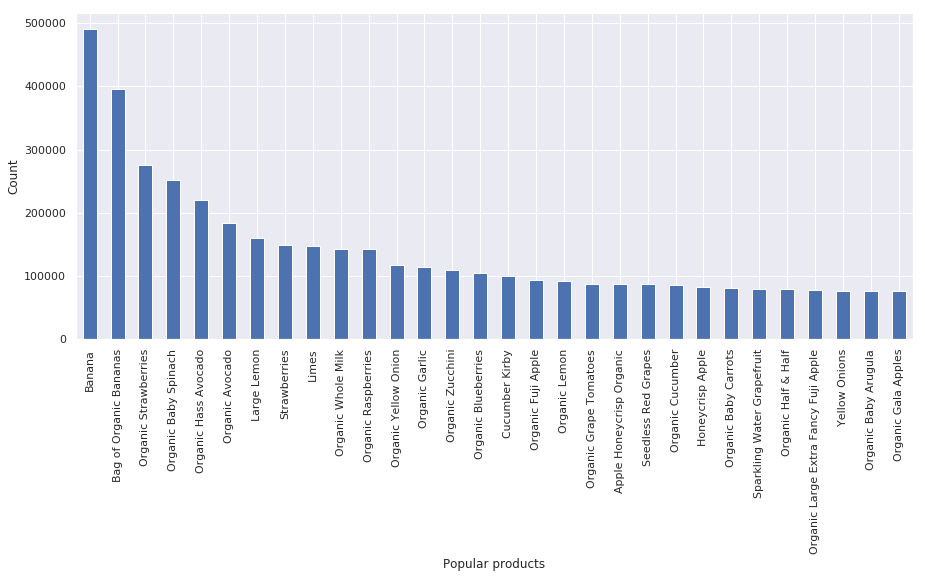 500000
400000
300000
200000
100000
0
Count
Banana
Bag of Organic Bananas
Organic Strawberries
Organic Baby Spinach
Organic Hass Avocado
Organic Avocado
Large Lemon
Strawberries
Limes
Organic Whole Milk
Organic Raspberries
Organic Yellow Onion
Organic Garlic
Organic Zucchini
Organic Blueberries
Cucumber Kirby
Organic Fuji Apple
Organic Lemon
Organic Grape Tomatoes
Apple Honeycrisp Organic
Seedless Red Grapes
Organic Cucumber
Honeycrisp Apple
Organic Baby Carrots
Sparkling Water Grapefruit
Organic Half & Half
Organic Large Extra Fancy Fuji Apple
Yellow Onions
Organic Baby Arugula
Organic Gala Apples
Popular products